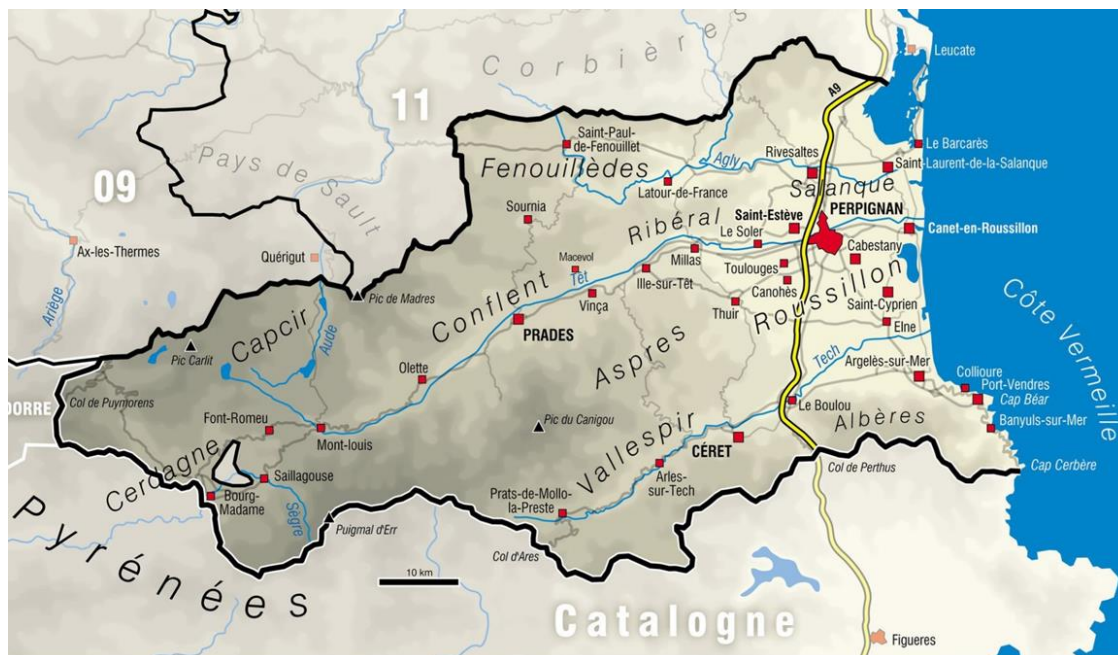 Corbières
11
Leucate
A9
Saint-Paul-
de-Fenouillet
Rivesaltes
Le Barcarès
Agly
Saint-Laurent-de-la-Salanque
Pays de Sault
Fenouillèdes
Latour-de-France
Salanque
09
Sournia
Ribéral
Saint-Estève
PERPIGNAN
Le Soler
Canet-en-Roussillon
Ax-les-Thermes
Quérigut
Macevol
Millas
Cabestany
Toulouges
Ariège
Pic de Madres
Conflent
Têt
Ille-sur-Têt
Canohès
Roussillon
Vinça
Thuir
Saint-Cyprien
Côte Vermeille
Capcir
Aude
PRADES
Elne
Pic Carlit
Aspres
Tech
Argelès-sur-Mer
Olette
Collioure
Port-Vendres
DORRE
Col de Puymorens
Le Boulou
Cap Béar
Font-Romeu
Pic du Canigou
Albères
Banyuls-sur-Mer
Mont-louis
Vallespir
CÉRET
Cerdagne
Saillagouse
Arles-
sur-Tech
Col de Perthus
Cap Cerbère
Bourg-
Madame
Sègre
Prats-de-Mollo-
la-Preste
Puigmal d'Err
Col d'Ares
Pyrénées
10 km
Catalogne
Figueres